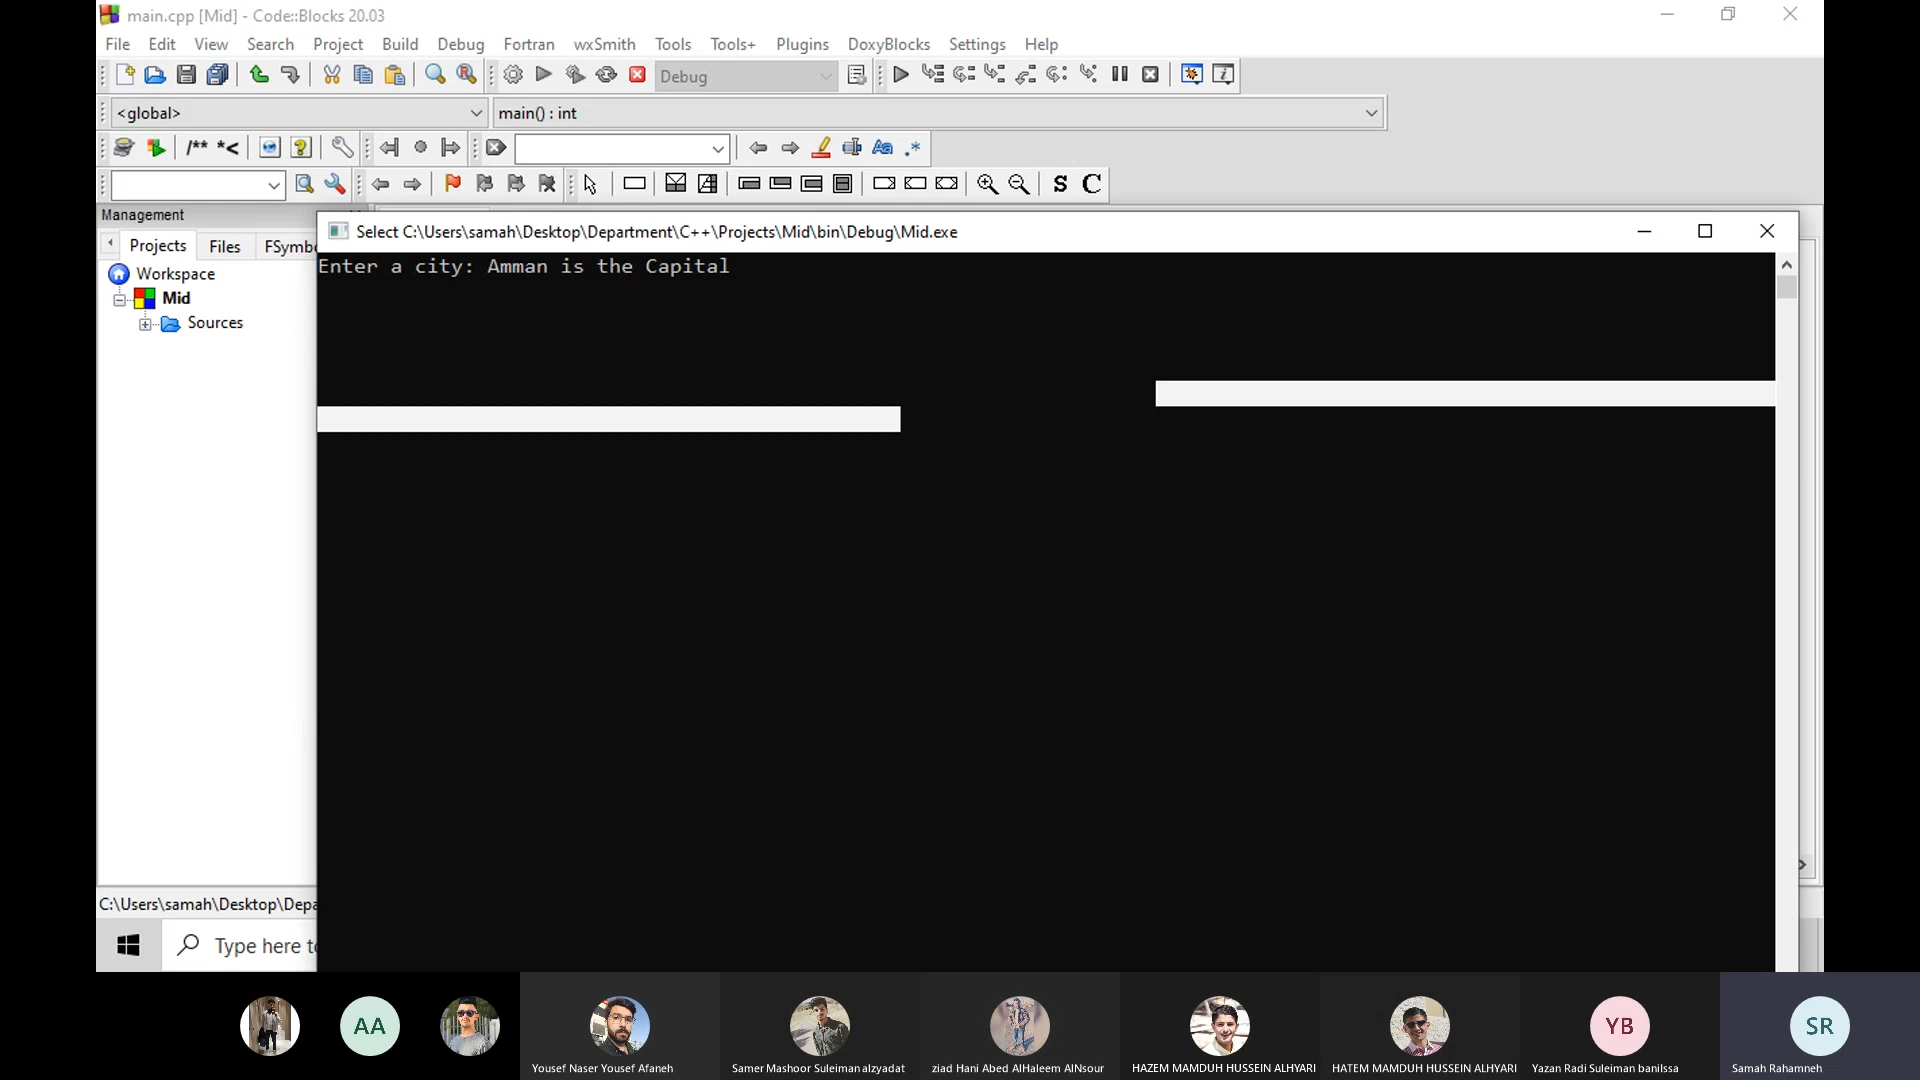 main.cpp [Mid] - Code::Blocks 20.03
File Edit View Search Project Build Debug Fortran wxSmith Tools Tools+ Plugins DoxyBlocks Settings Help
Debug
<global> main() : int
/** *<
Aa .*
S C
Management
Projects Files FSymb
Select C:\Users\samah\Desktop\Department\C++\Projects\Mid\bin\Debug\Mid.exe
Workspace
Mid
Sources
Enter a city: Amman is the Capital
C:\Users\samah\Desktop\Depa
Type here t
AA
YB
SR
Yousef Naser Yousef Afaneh
Samer Mashoor Suleiman alzyadat
ziad Hani Abed AlHaleem AlNsour
HAZEM MAMDUH HUSSEIN ALHYARI
HATEM MAMDUH HUSSEIN ALHYARI
Yazan Radi Suleiman baniIssa
Samah Rahamneh